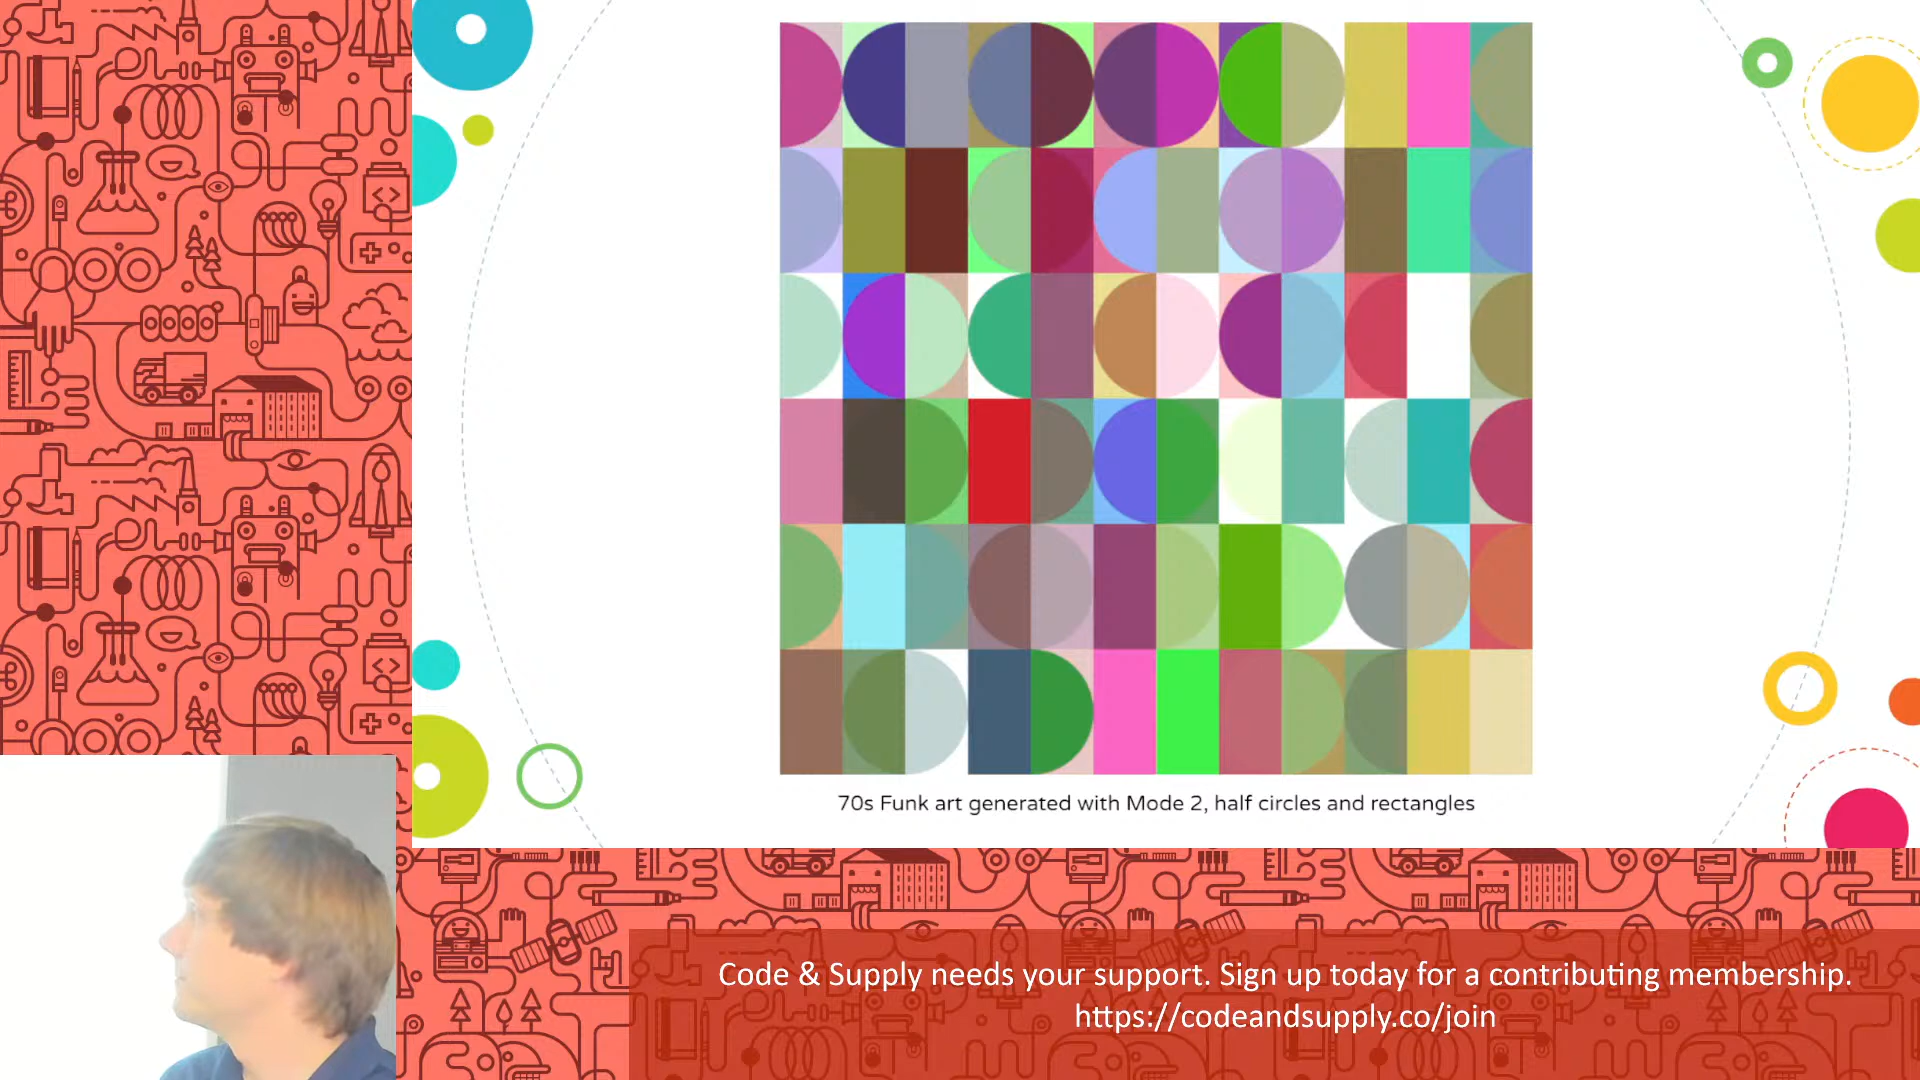 70s Funk art generated with Mode 2, half circles and rectangles
Code & Supply needs your support. Sign up today for a contributing membership.
https://codeandsupply.co/join